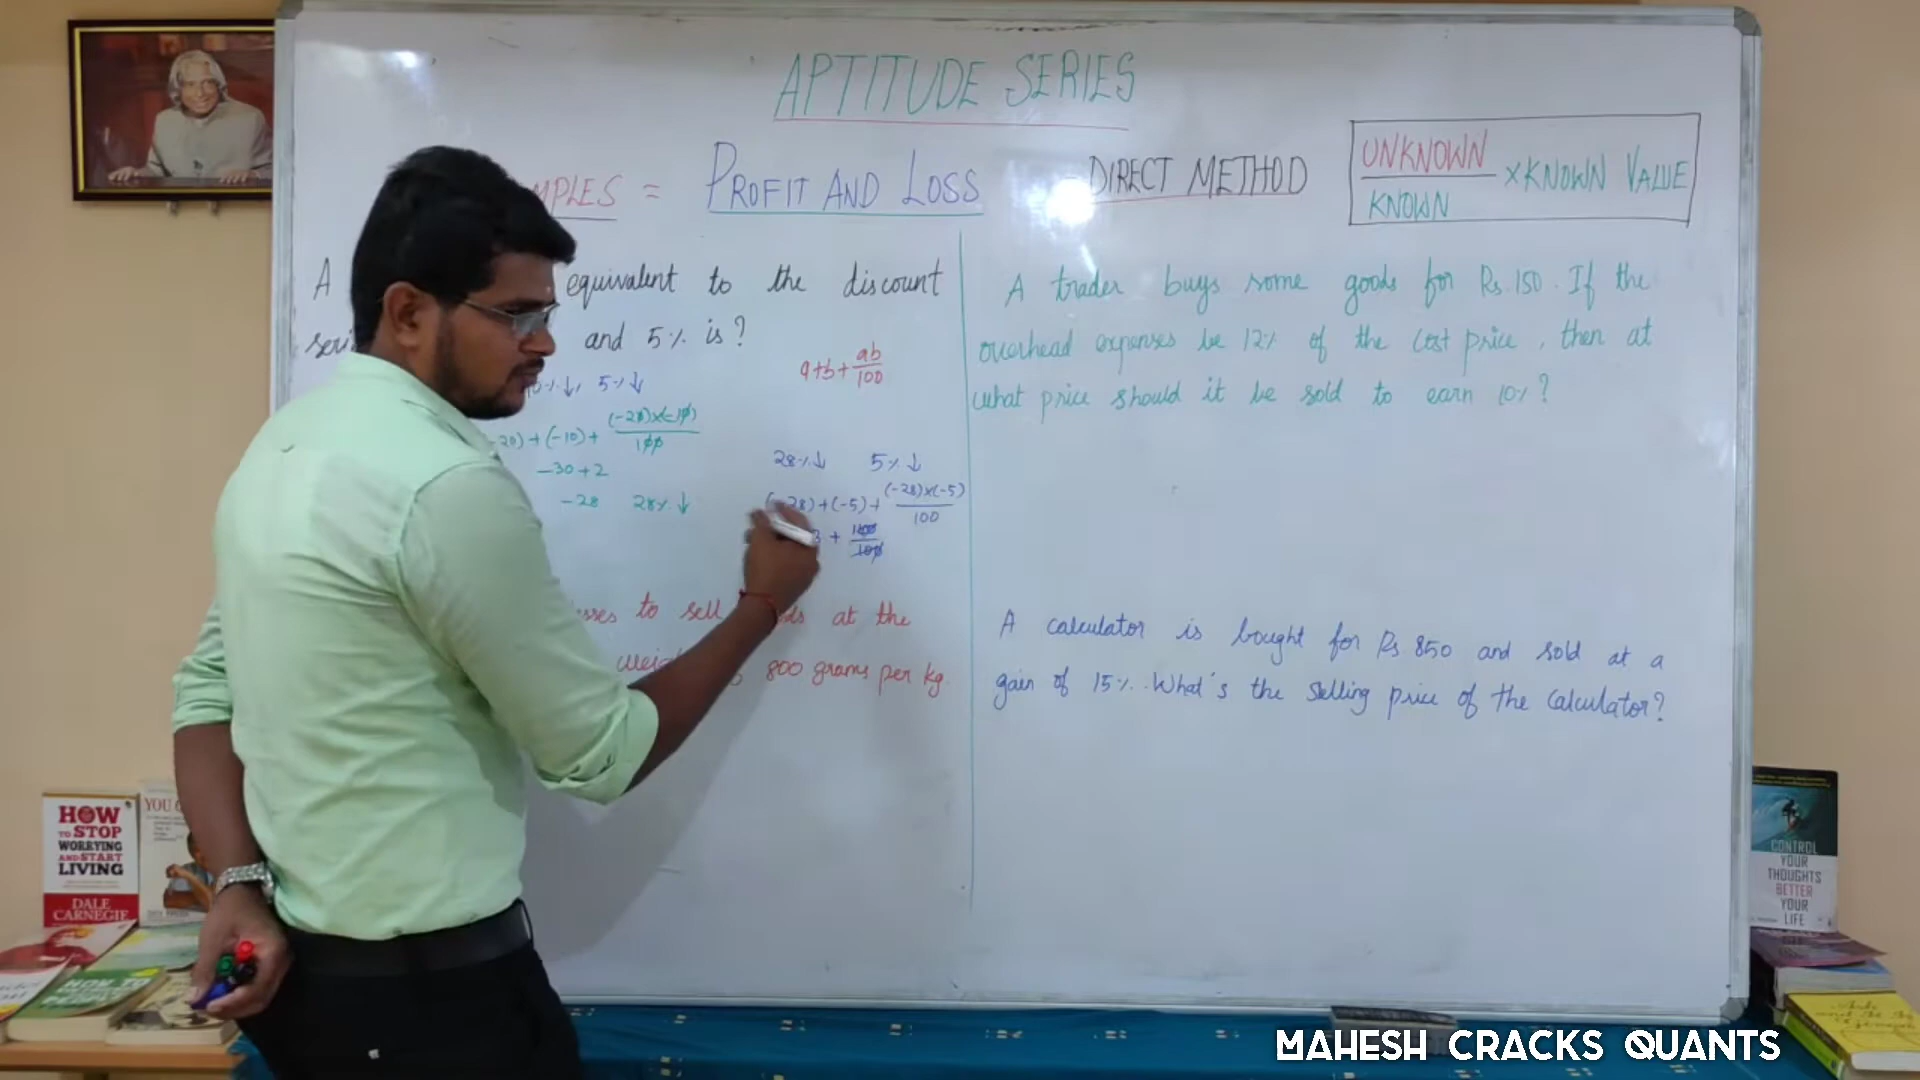 APTITUDE SERIES
MPLES = PROFIT AND LOSS
DIRECT METHOD
UNKNOWN
KNOWN
× KNOWN VALUE
A equivalent to the discount
and 5% is?
a+b+ab/100
5%↓
(-10)+ (-20)×(-10)/100
-30+2
-28 28%↓
28%↓ 5%↓
(-28)+(-5)+ (-28)×(-5)/100
to sell at the
800 grams per kg.
A trader buys some goods for Rs.150. If the
overhead expenses be 12% of the cost price, then at
what price should it be sold to earn 10%?
A calculator is bought for Rs.850 and sold at a
gain of 15%. What's the selling price of the calculator?
HOW
TO STOP
WORRYING
AND START
LIVING
DALE
CARNEGIE
HOW TO
CONTROL
YOUR
THOUGHTS
BETTER
YOUR
LIFE
MAHESH CRACKS QUANTS